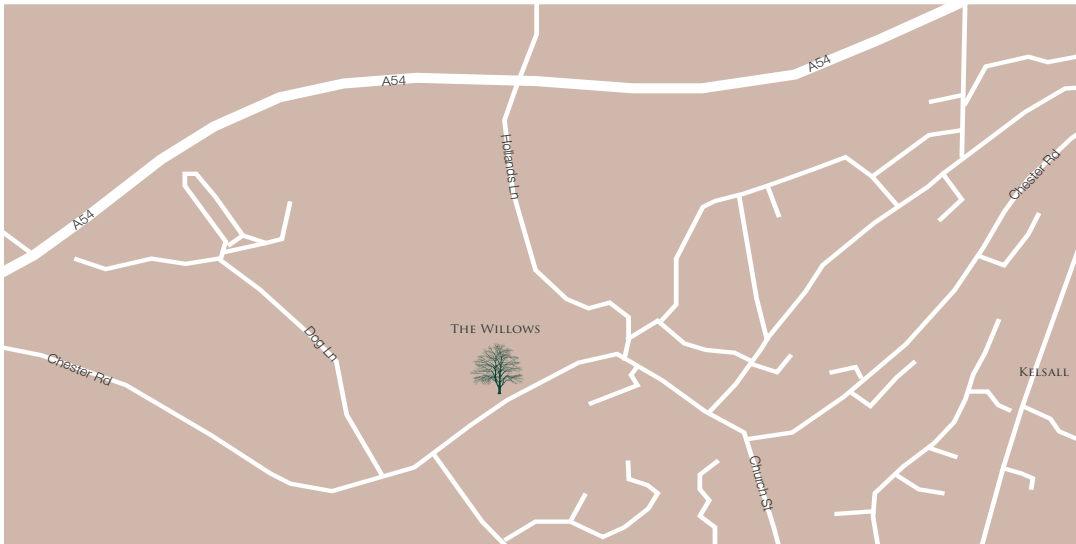 A54
A54
A54
Hollands Ln
Chester Rd
The Willows
Dog Ln
Chester Rd
Kelsall
Church St